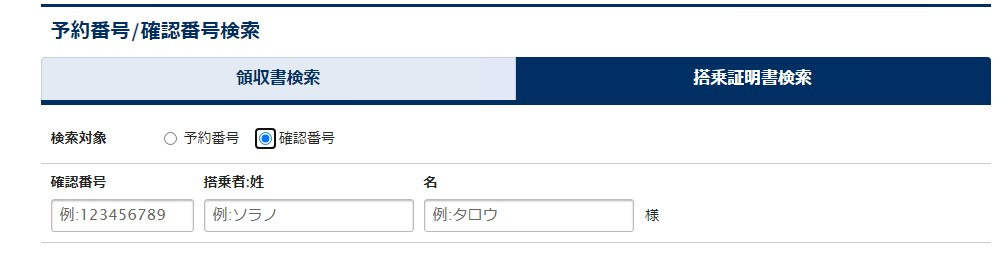 予約番号/確認番号検索
領収書検索 搭乗証明書検索
検索対象 予約番号 確認番号
確認番号 搭乗者:姓 名
例:123456789 例:ソラノ 例:タロウ 様